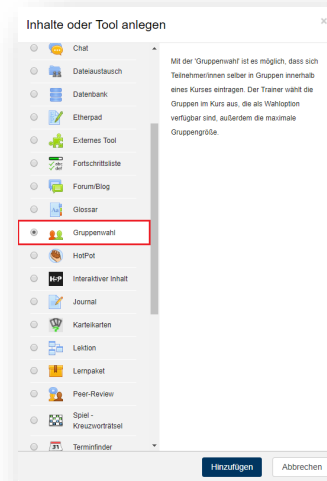 Inhalte oder Tool anlegen
×
Chat
Dateiaustausch
Datenbank
Etherpad
Externes Tool
Fortschrittsliste
Forum/Blog
Glossar
Gruppenwahl
HotPot
H-P
Interaktiver Inhalt
Journal
Karteikarten
Lektion
Lernpaket
Peer-Review
Spiel -
Kreuzworträtsel
31
Terminfinder
Mit der 'Gruppenwahl' ist es möglich, dass sich
Teilnehmer/innen selber in Gruppen innerhalb
eines Kurses eintragen. Der Trainer wählt die
Gruppen im Kurs aus, die als Wahloption
verfügbar sind, außerdem die maximale
Gruppengröße.
Hinzufügen
Abbrechen